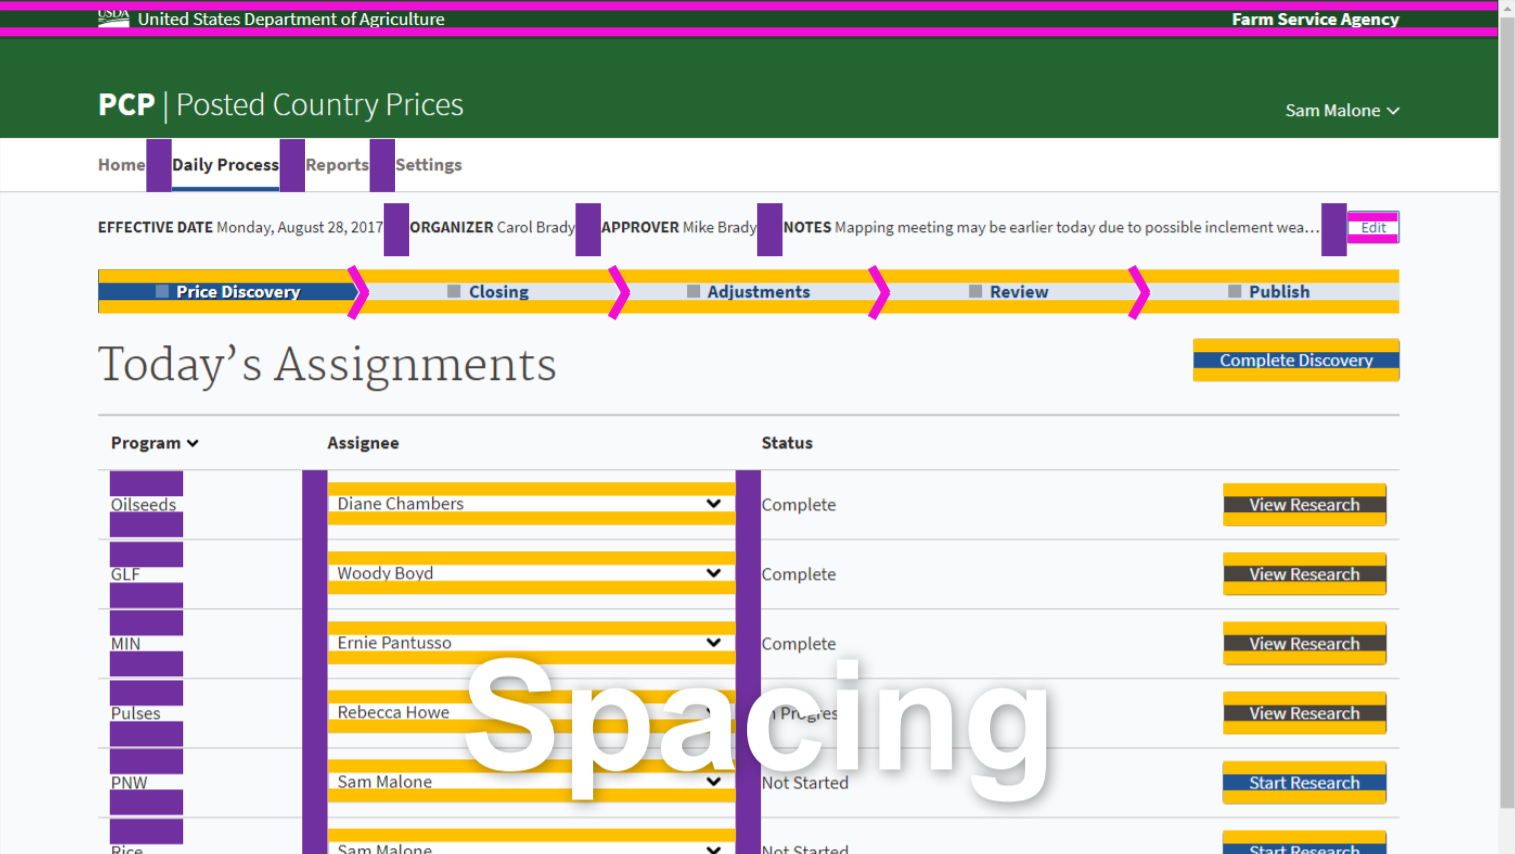 USDA United States Department of Agriculture Farm Service Agency
PCP | Posted Country Prices
Sam Malone
Home Daily Process Reports Settings
EFFECTIVE DATE Monday, August 28, 2017 ORGANIZER Carol Brady APPROVER Mike Brady NOTES Mapping meeting may be earlier today due to possible inclement wea... Edit
Price Discovery Closing Adjustments Review Publish
Today’s Assignments Complete Discovery
Program Assignee Status
Oilseeds Diane Chambers Complete View Research
GLF Woody Boyd Complete View Research
MIN Ernie Pantusso Complete View Research
Pulses Rebecca Howe In Progress View Research
Spacing
PNW Sam Malone Not Started Start Research
Rice Sam Malone Not Started Start Research